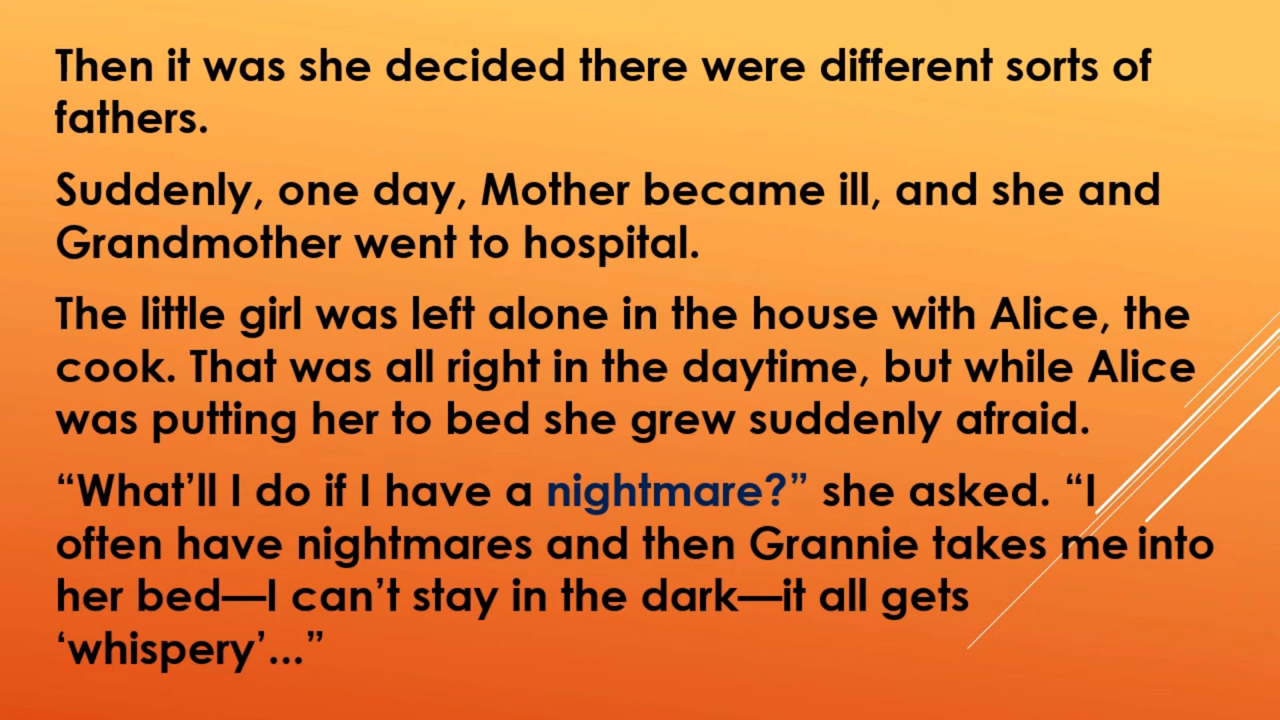 Then it was she decided there were different sorts of
fathers.
Suddenly, one day, Mother became ill, and she and
Grandmother went to hospital.
The little girl was left alone in the house with Alice, the
cook. That was all right in the daytime, but while Alice
was putting her to bed she grew suddenly afraid.
“What’ll I do if I have a nightmare?” she asked. “I
often have nightmares and then Grannie takes me into
her bed—I can’t stay in the dark—it all gets
‘whispery’...”